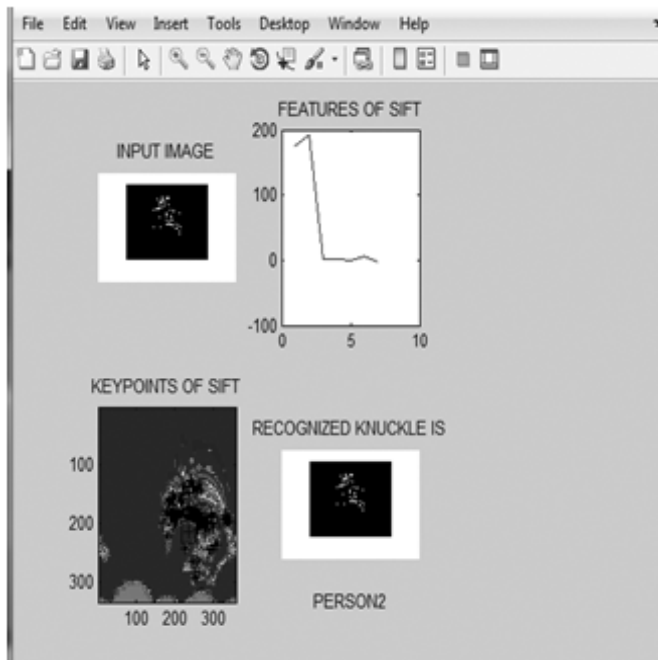 File Edit View Insert Tools Desktop Window Help
FEATURES OF SIFT
INPUT IMAGE
200
100
0
-100
0 5 10
KEYPOINTS OF SIFT
RECOGNIZED KNUCKLE IS
100
200
300
100 200 300
PERSON2